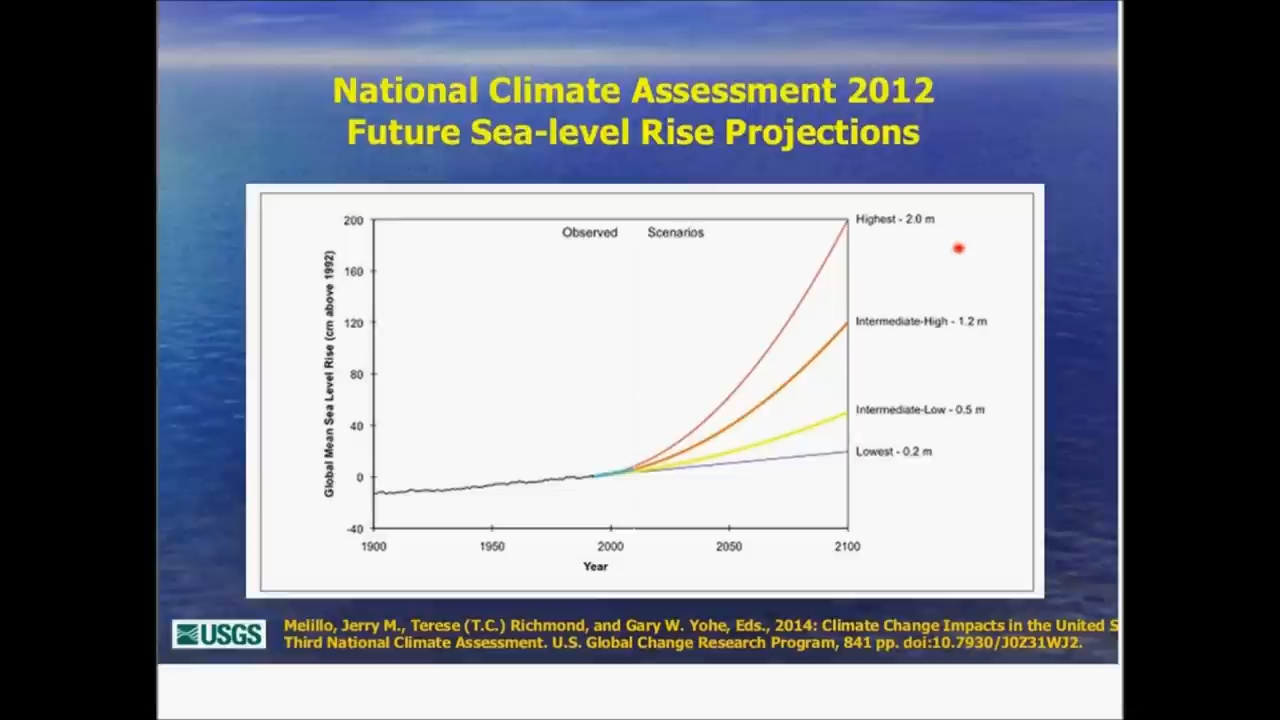 National Climate Assessment 2012
Future Sea-level Rise Projections
200
160
120
80
40
0
-40
Global Mean Sea Level Rise (cm above 1992)
Observed
Scenarios
Highest - 2.0 m
Intermediate-High - 1.2 m
Intermediate-Low - 0.5 m
Lowest - 0.2 m
1900
1950
2000
2050
2100
Year
USGS
Melillo, Jerry M., Terese (T.C.) Richmond, and Gary W. Yohe, Eds., 2014: Climate Change Impacts in the United S
Third National Climate Assessment. U.S. Global Change Research Program, 841 pp. doi:10.7930/J0Z31WJ2.